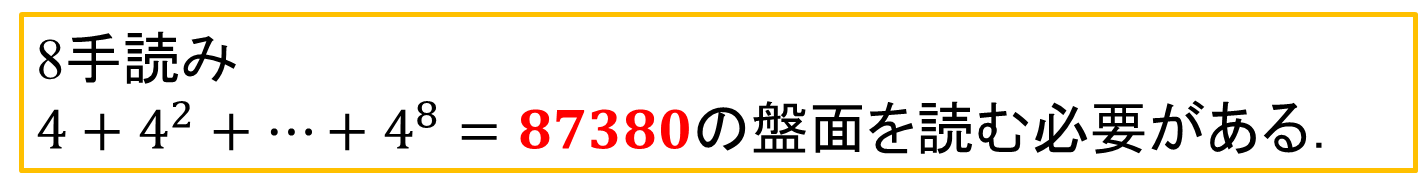 8手読み
4 + 4² + ⋯ + 4⁸ = 87380の盤面を読む必要がある.